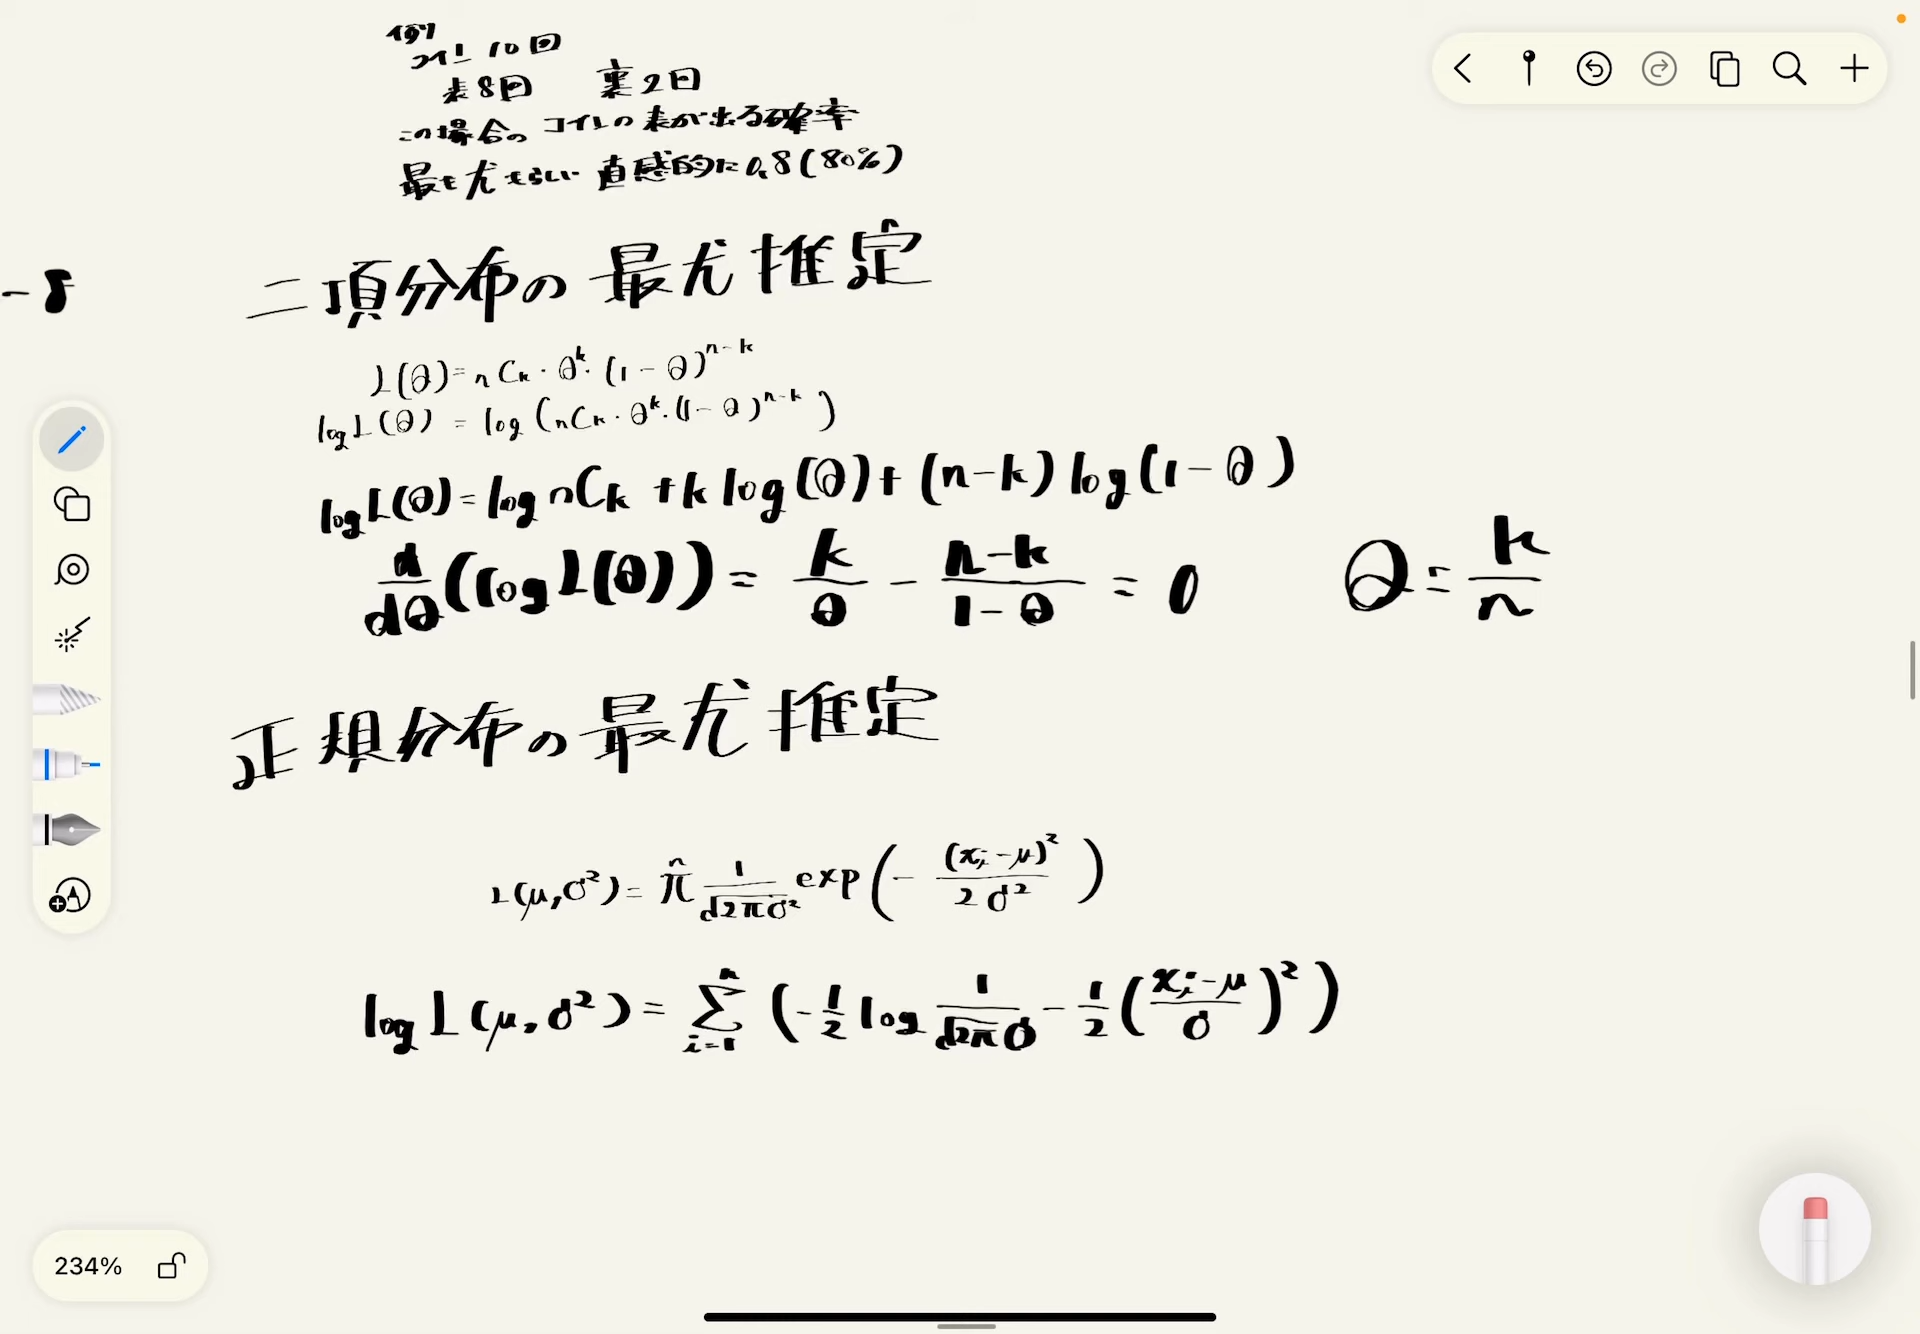 例
コイン 10回
表8回 裏2回
この場合の コインの 表が出る確率
最も尤もらしい 直感的に 0,8(80%)
-8
二項分布の最尤推定
L(θ)= nCk・θ^k・(1-θ)^{n-k}
log L(θ) = log (nCk・θ^k・(1-θ)^{n-k})
log L(θ) = log nCk + k log(θ) + (n-k) log(1-θ)
d/dθ (log L(θ)) = k/θ - (n-k)/(1-θ) = 0 θ = k/n
正規分布の最尤推定
L(μ,σ²) = π^n 1/√2πσ² exp(- (xi-μ)²/2σ²)
log L(μ,σ²) = Σ_{i=1}^{n} (-1/2 log 1/√2πσ - 1/2 ((xi-μ)/σ)²)
234%